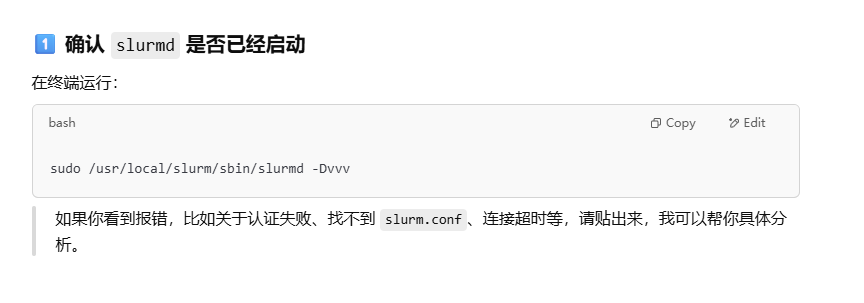 1 确认 slurmd 是否已经启动
在终端运行：
bash Copy Edit
sudo /usr/local/slurm/sbin/slurmd -Dvvv
如果你看到报错，比如关于认证失败、找不到 slurm.conf、连接超时等，请贴出来，我可以帮你具体分
析。